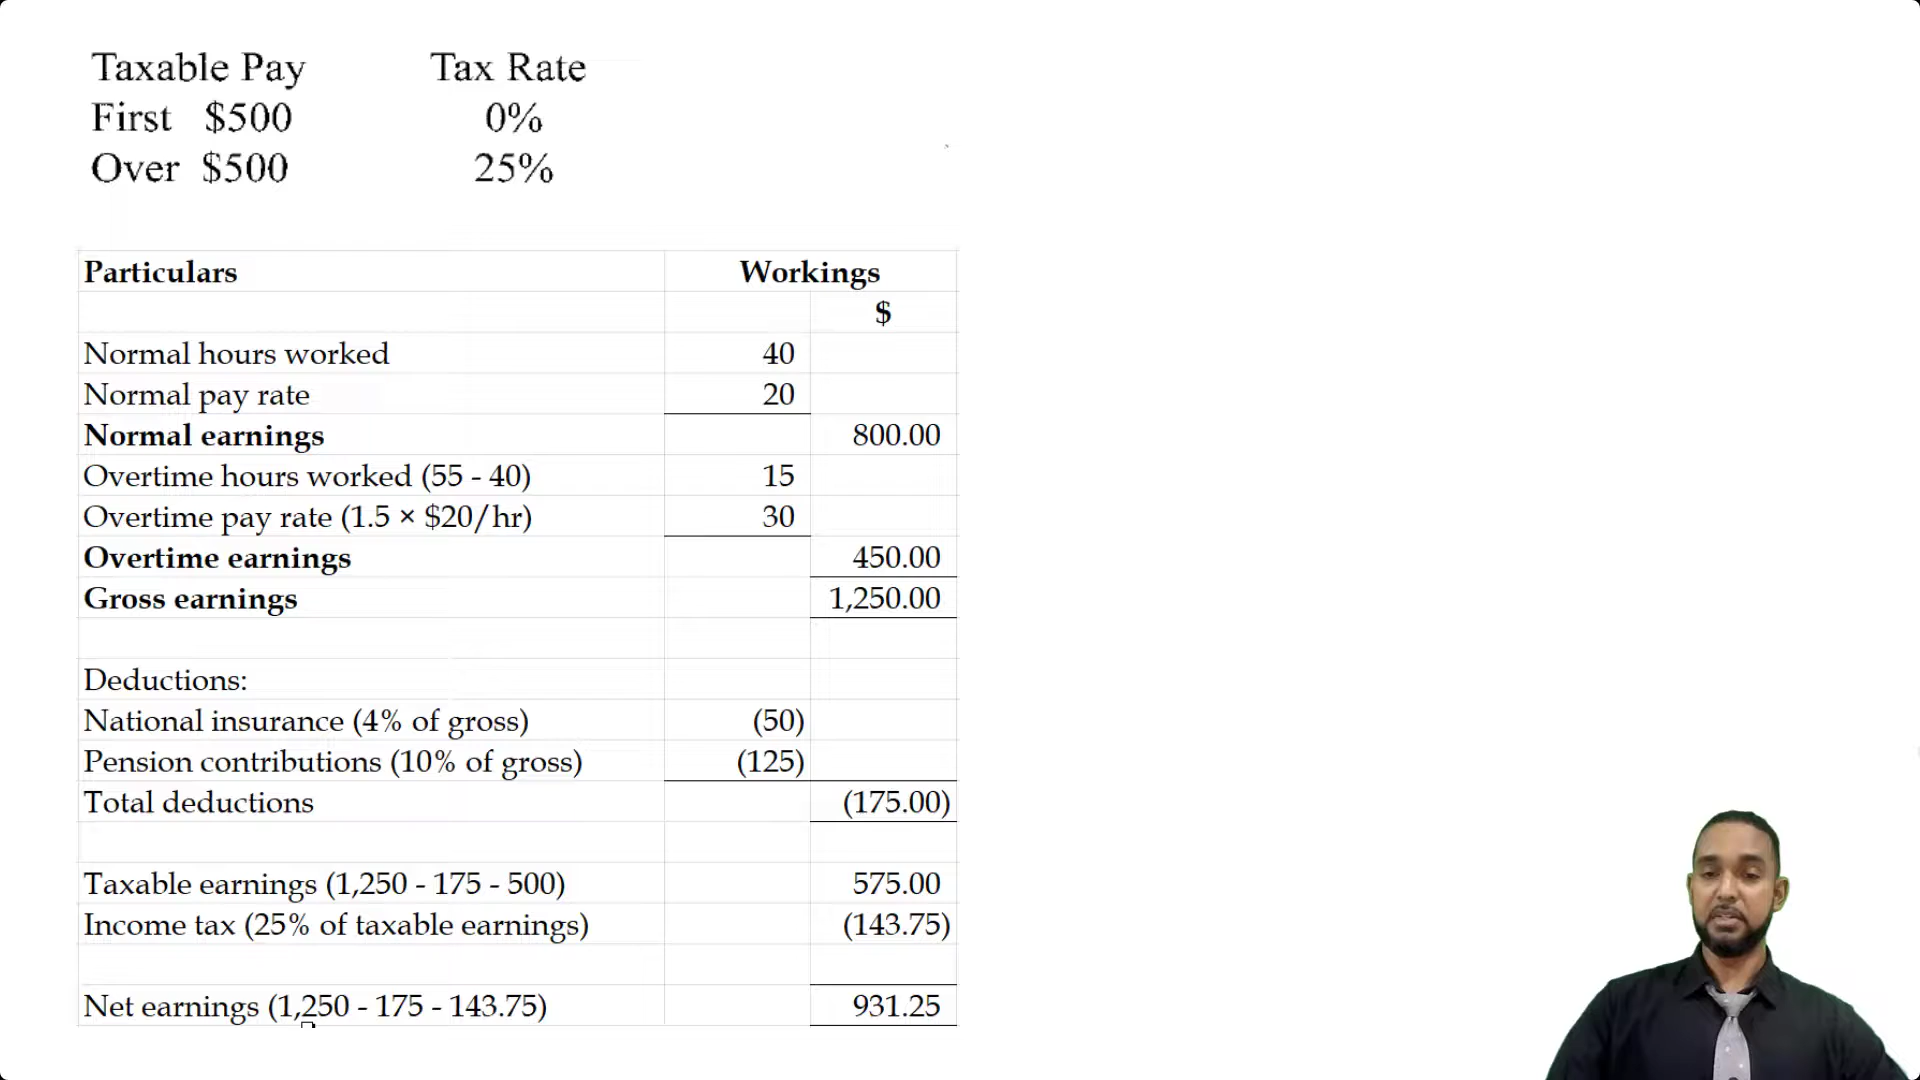 Taxable Pay Tax Rate
First $500 0%
Over $500 25%
Particulars Workings
$
Normal hours worked 40
Normal pay rate 20
Normal earnings 800.00
Overtime hours worked (55 - 40) 15
Overtime pay rate (1.5 × $20/hr) 30
Overtime earnings 450.00
Gross earnings 1,250.00
Deductions:
National insurance (4% of gross) (50)
Pension contributions (10% of gross) (125)
Total deductions (175.00)
Taxable earnings (1,250 - 175 - 500) 575.00
Income tax (25% of taxable earnings) (143.75)
Net earnings (1,250 - 175 - 143.75) 931.25